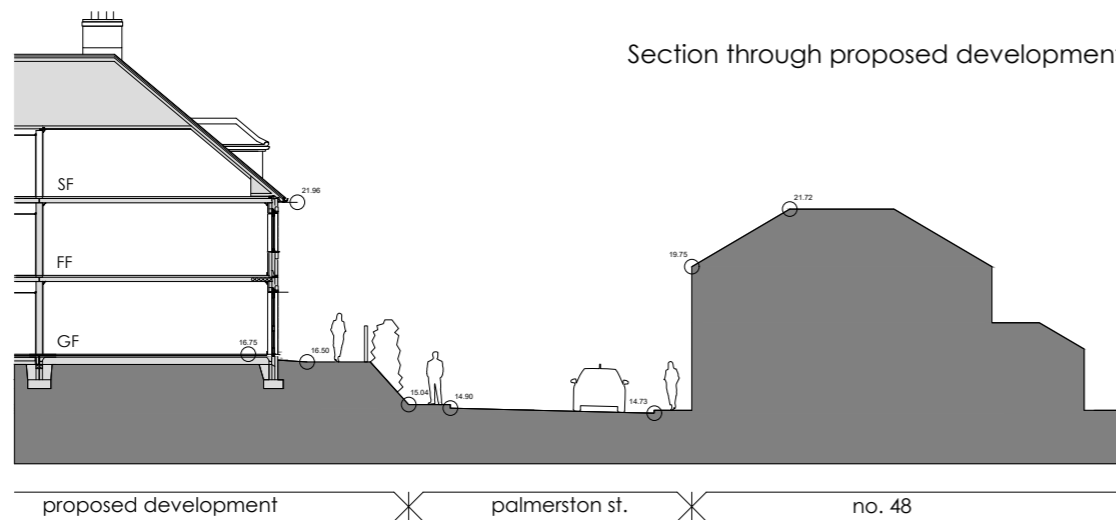 Section through proposed development
SF
21.96
21.72
FF
19.75
GF
16.75
16.50
15.04
14.90
14.73
proposed development
palmerston st.
no. 48